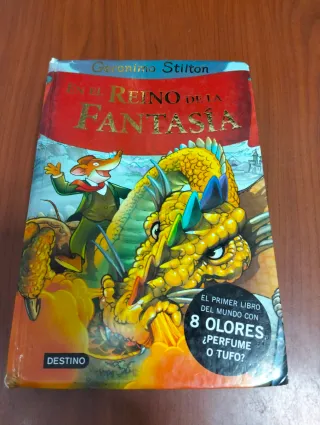 Geronimo Stilton
EN EL REINO DE LA
FANTASÍA
EL PRIMER LIBRO
DEL MUNDO CON
8 OLORES
¿PERFUME
O TUFO?
DESTINO